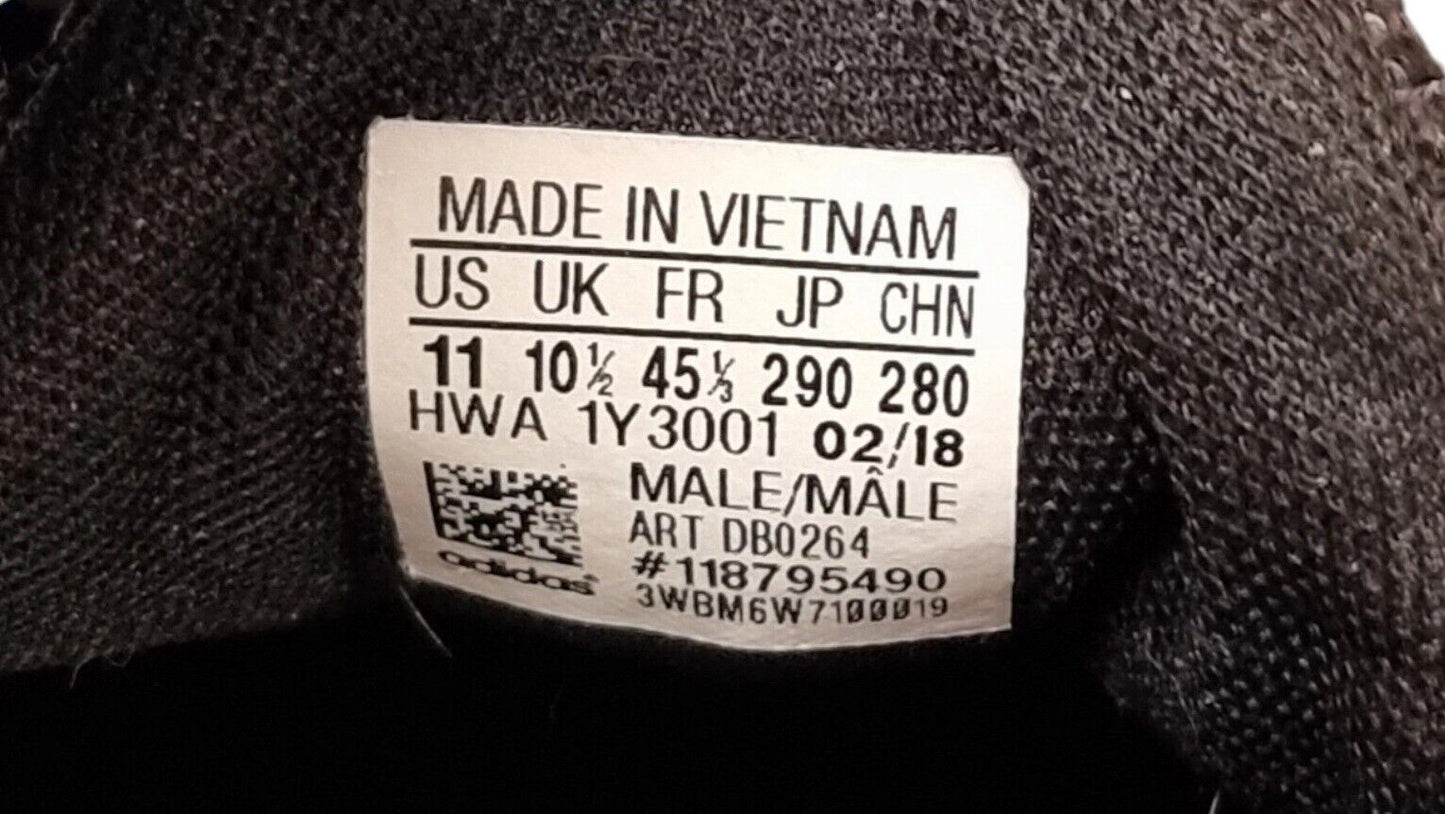 MADE IN VIETNAM
US UK FR JP CHN
11 10½ 45⅓ 290 280
HWA 1Y3001 02/18
MALE/MÂLE
ART DB0264
#118795490
adidas®
3WBM6W7100019